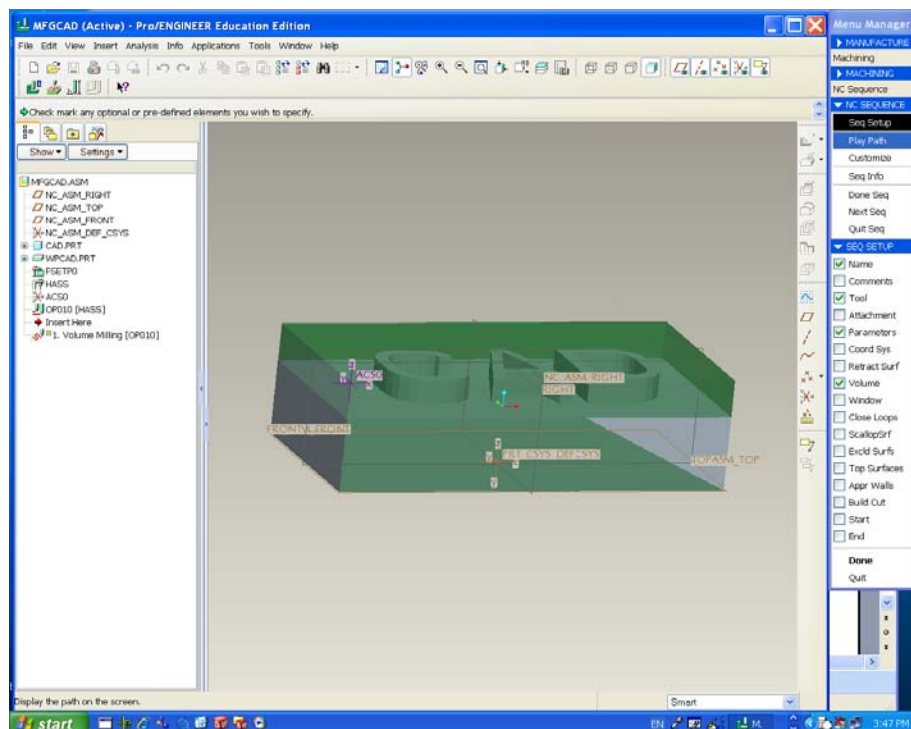 MFGCAD (Active) - Pro/ENGINEER Education Edition
File Edit View Insert Analysis Info Applications Tools Window Help
Check mark any optional or pre-defined elements you wish to specify.
Show Settings
MFGCAD.ASM
NC_ASM_RIGHT
NC_ASM_TOP
NC_ASM_FRONT
NC_ASM_DEF_CSYS
CAD.PRT
WPCAD.PRT
FSETP0
HASS
ACS0
OP010 [HASS]
Insert Here
1. Volume Milling [OP010]
ACS0
NC_ASM_RIGHT
RIGHT
PRT_CSYS_DEFCSYS
TOPASM_TOP
Menu Manager
MANUFACTURE
Machining
MACHINING
NC Sequence
NC SEQUENCE
Seq Setup
Play Path
Customize
Seq Info
Done Seq
Next Seq
Quit Seq
SEQ SETUP
Name
Comments
Tool
Attachment
Parameters
Coord Sys
Retract Surf
Volume
Window
Close Loops
ScallopSrf
Excld Surfs
Top Surfaces
Appr Walls
Build Cut
Start
End
Done
Quit
Display the path on the screen.
Smart
start
EN
M.
3:47 PM